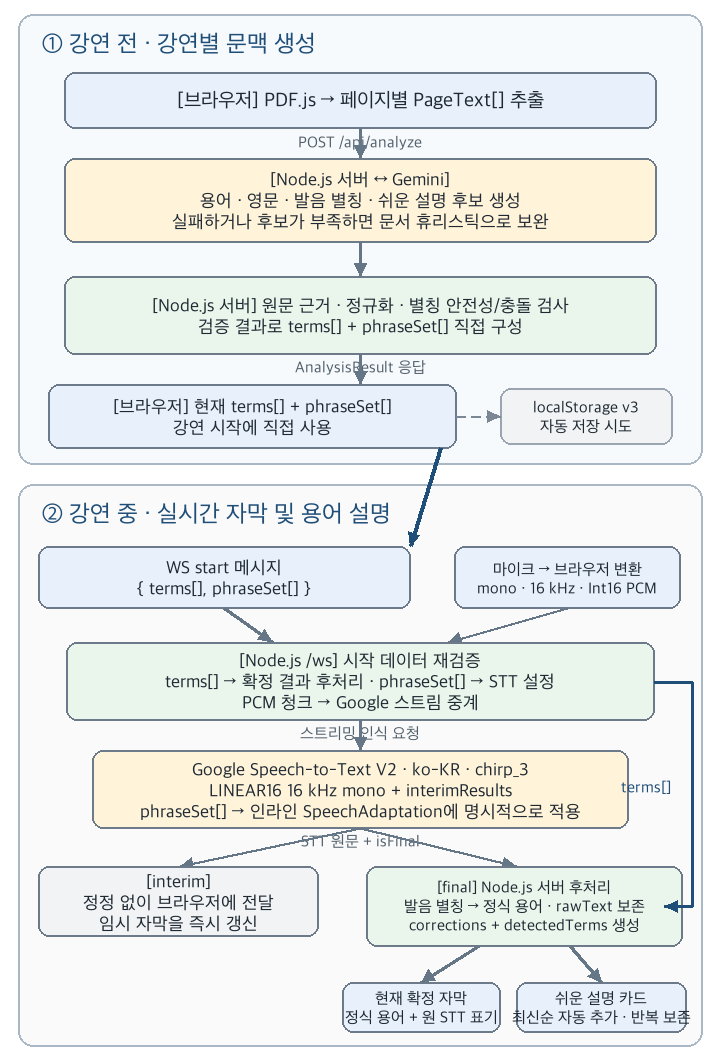 ① 강연 전 · 강연별 문맥 생성
[브라우저] PDF.js → 페이지별 PageText[] 추출
POST /api/analyze
[Node.js 서버 ↔ Gemini]
용어 · 영문 · 발음 별칭 · 쉬운 설명 후보 생성
실패하거나 후보가 부족하면 문서 휴리스틱으로 보완
[Node.js 서버] 원문 근거 · 정규화 · 별칭 안전성/충돌 검사
검증 결과로 terms[] + phraseSet[] 직접 구성
AnalysisResult 응답
[브라우저] 현재 terms[] + phraseSet[]
강연 시작에 직접 사용
localStorage v3
자동 저장 시도
② 강연 중 · 실시간 자막 및 용어 설명
WS start 메시지
{ terms[], phraseSet[] }
마이크 → 브라우저 변환
mono · 16 kHz · Int16 PCM
[Node.js /ws] 시작 데이터 재검증
terms[] → 확정 결과 후처리 · phraseSet[] → STT 설정
PCM 청크 → Google 스트림 중계
스트리밍 인식 요청
Google Speech-to-Text V2 · ko-KR · chirp_3
LINEAR16 16 kHz mono + interimResults
phraseSet[] → 인라인 SpeechAdaptation에 명시적으로 적용
terms[]
STT 원문 + isFinal
[interim]
정정 없이 브라우저에 전달
임시 자막을 즉시 갱신
[final] Node.js 서버 후처리
발음 별칭 → 정식 용어 · rawText 보존
corrections + detectedTerms 생성
현재 확정 자막
정식 용어 + 원 STT 표기
쉬운 설명 카드
최신순 자동 추가 · 반복 보존